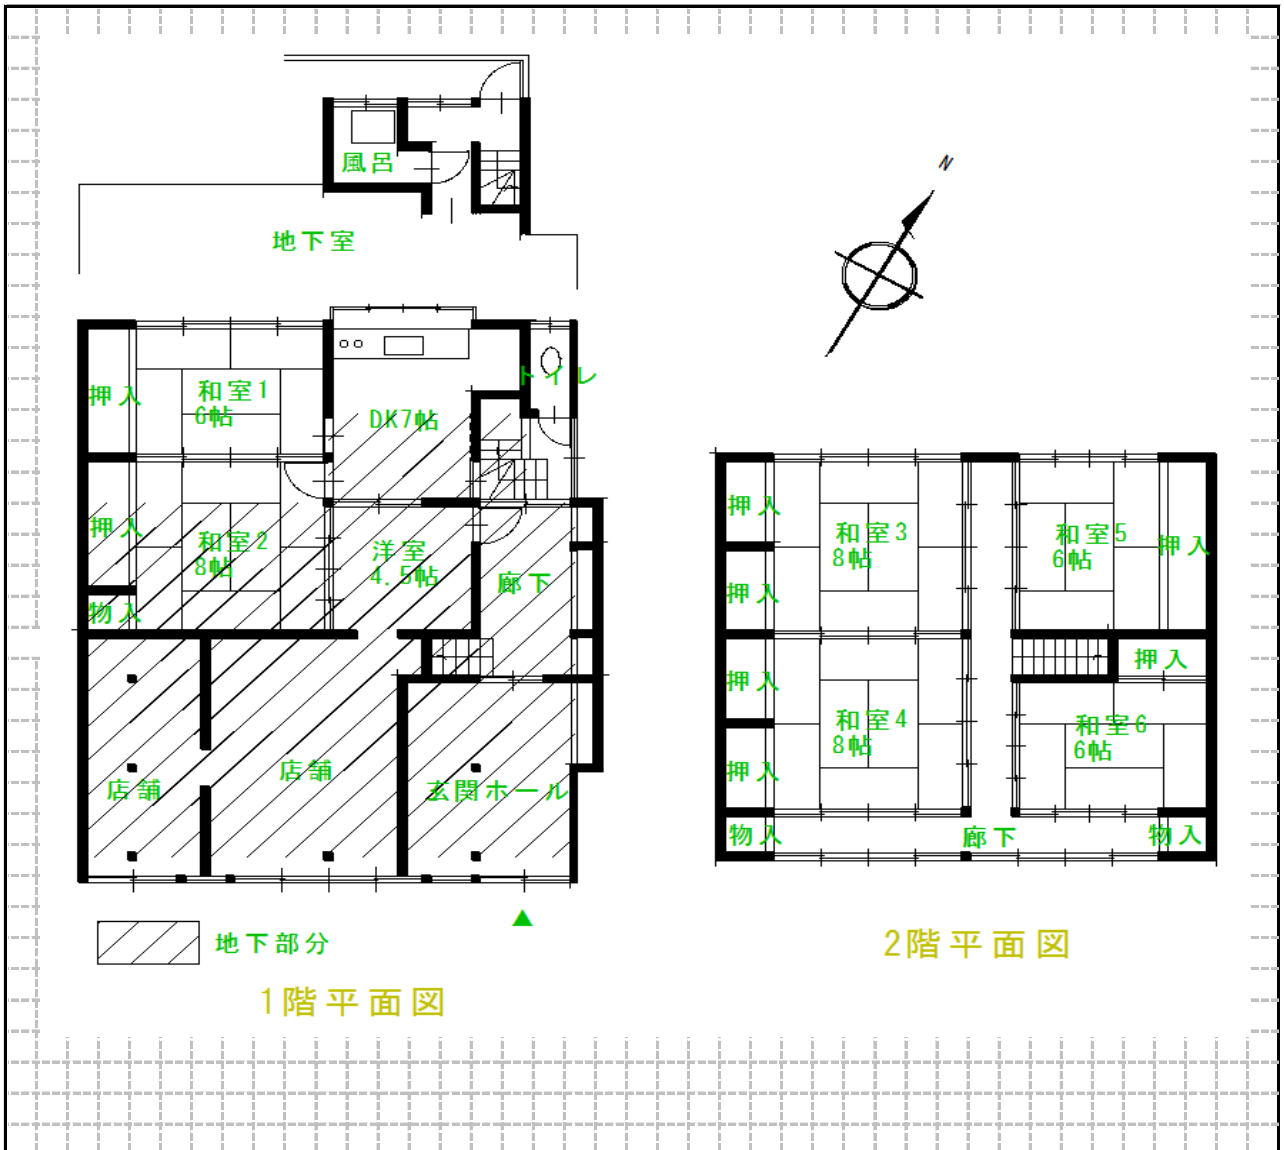 風呂
地下室
N
押入
和室1
6帖
DK7帖
トイレ
押入
和室2
8帖
洋室
4.5帖
廊下
物入
店舗
店舗
玄関ホール
地下部分
1階平面図
押入
和室3
8帖
和室5
6帖
押入
押入
押入
押入
和室4
8帖
和室6
6帖
押入
物入
廊下
物入
2階平面図